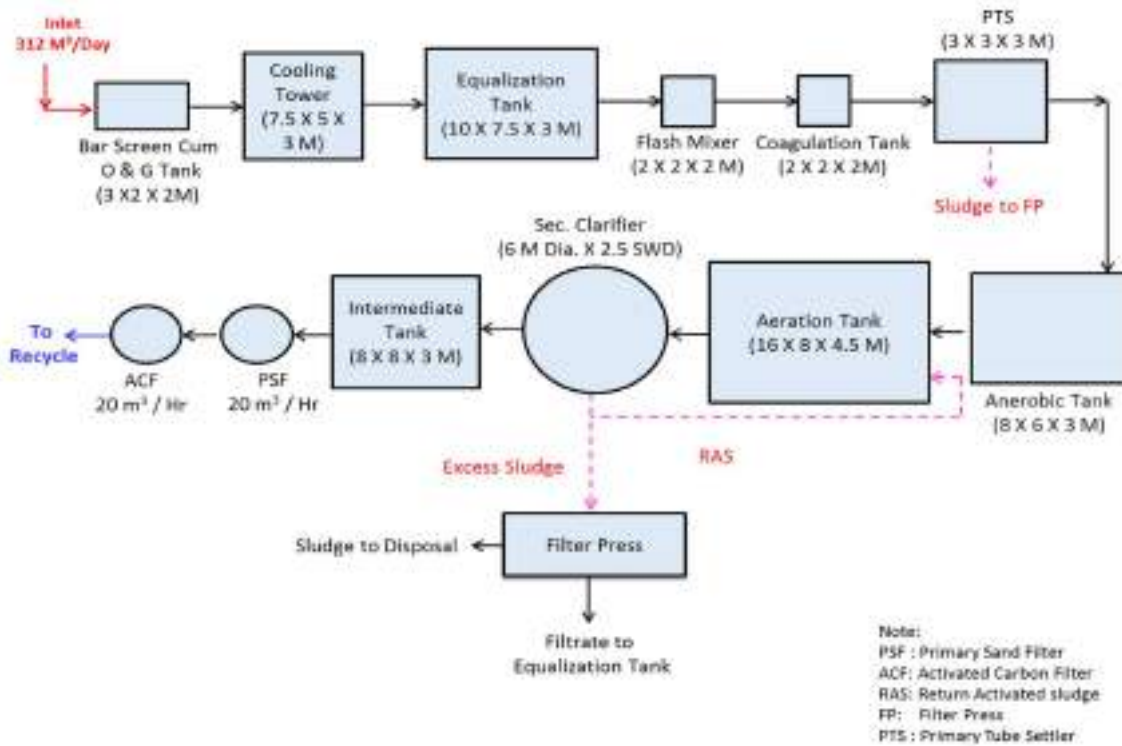 Inlet
312 M³/Day
Bar Screen Cum
O & G Tank
(3 X2 X 2M)
Cooling
Tower
(7.5 X 5 X
3 M)
Equalization
Tank
(10 X 7.5 X 3 M)
Flash Mixer
(2 X 2 X 2 M)
Coagulation Tank
(2 X 2 X 2M)
PTS
(3 X 3 X 3 M)
Sludge to FP
Sec. Clarifier
(6 M Dia. X 2.5 SWD)
To
Recycle
ACF
20 m³ / Hr
PSF
20 m³ / Hr
Intermediate
Tank
(8 X 8 X 3 M)
Aeration Tank
(16 X 8 X 4.5 M)
Anerobic Tank
(8 X 6 X 3 M)
Excess Sludge
RAS
Sludge to Disposal
Filter Press
Filtrate to
Equalization Tank
Note:
PSF : Primary Sand Filter
ACF: Activated Carbon Filter
RAS: Return Activated sludge
FP: Filter Press
PTS : Primary Tube Settler